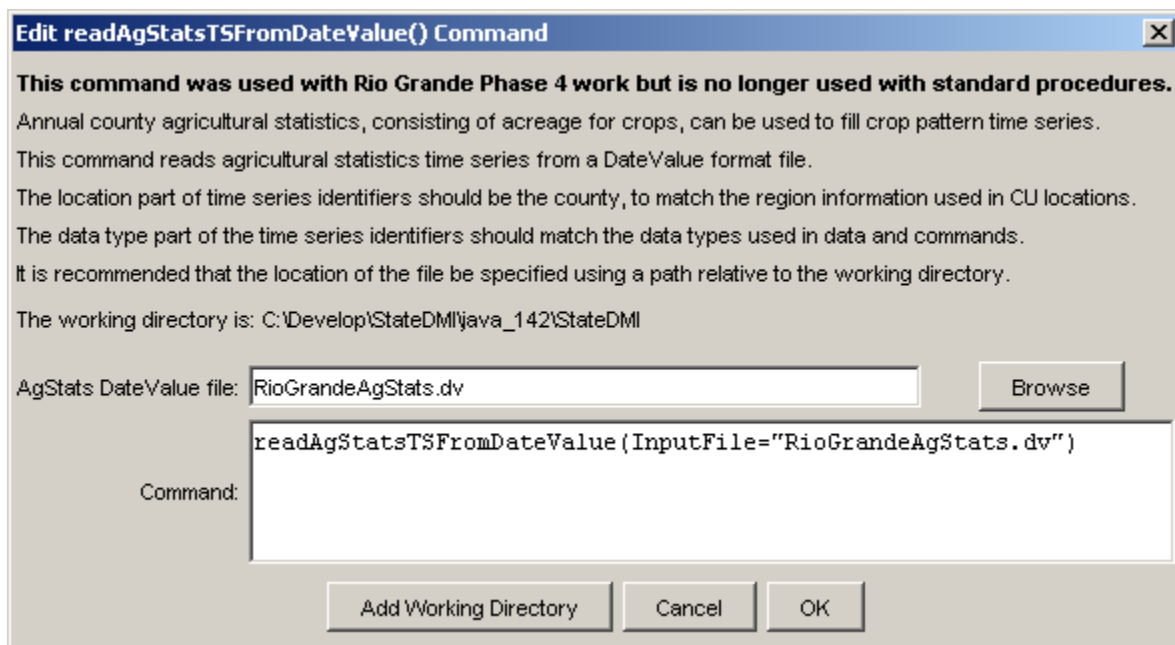 Edit readAgStatsTSFromDateValue() Command
This command was used with Rio Grande Phase 4 work but is no longer used with standard procedures.
Annual county agricultural statistics, consisting of acreage for crops, can be used to fill crop pattern time series.
This command reads agricultural statistics time series from a DateValue format file.
The location part of time series identifiers should be the county, to match the region information used in CU locations.
The data type part of the time series identifiers should match the data types used in data and commands.
It is recommended that the location of the file be specified using a path relative to the working directory.
The working directory is: C:\Develop\StateDMI\java_142\StateDMI
AgStats DateValue file: RioGrandeAgStats.dv Browse
readAgStatsTSFromDateValue(InputFile="RioGrandeAgStats.dv")
Command:
Add Working Directory Cancel OK